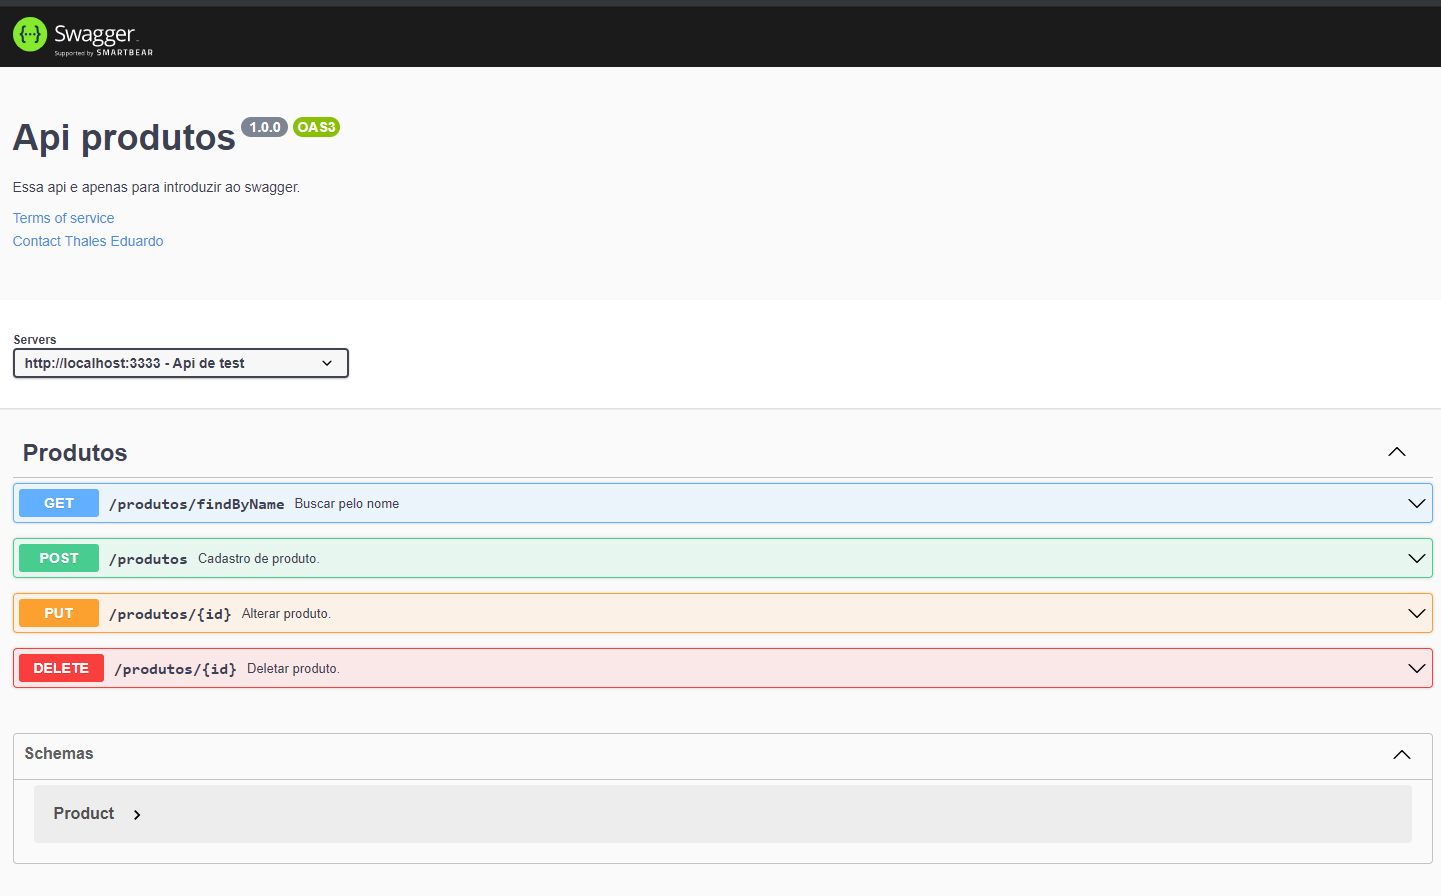 {··} Swagger
Supported by SMARTBEAR
Api produtos 1.0.0 OAS3
Essa api e apenas para introduzir ao swagger.
Terms of service
Contact Thales Eduardo
Servers
http://localhost:3333 - Api de test
Produtos
GET /produtos/findByName Buscar pelo nome
POST /produtos Cadastro de produto.
PUT /produtos/{id} Alterar produto.
DELETE /produtos/{id} Deletar produto.
Schemas
Product